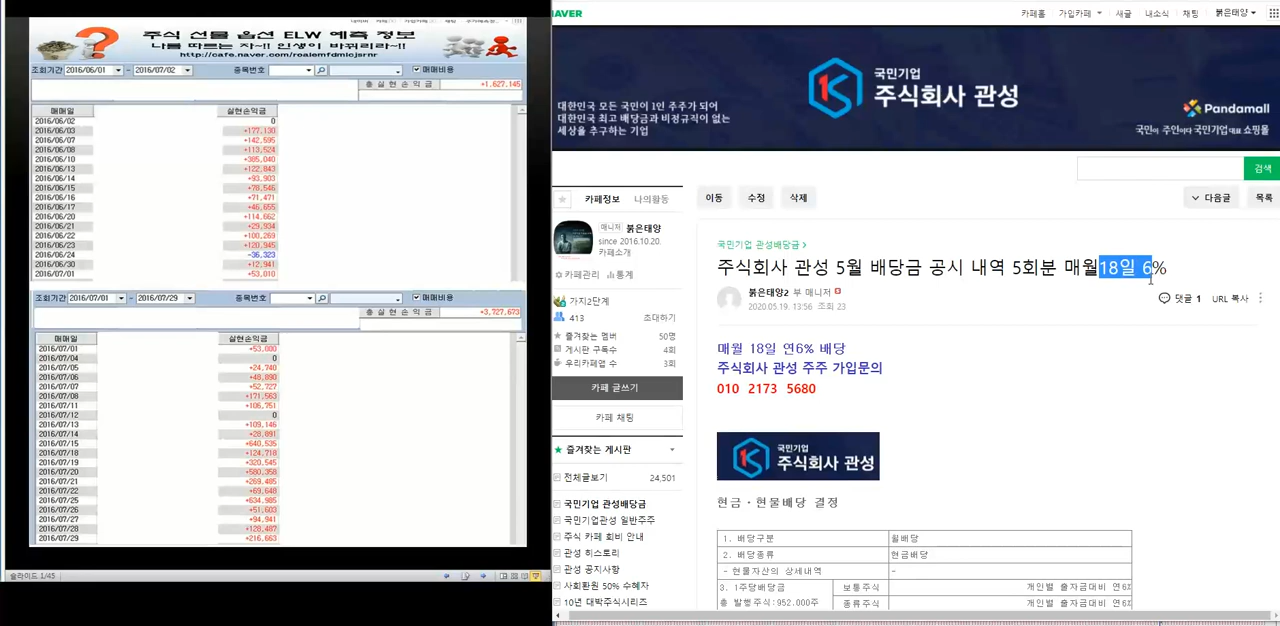 주식 선물 옵션 ELW 예측 정보
나를 따르는 자~!! 인생이 바뀌리라~!!
조회기간 2016/06/01 - 2016/07/02 종목번호 매매비용
총 실 현 손 익 금 +1,627,145
매매일 실현손익금
2016/06/02 0
2016/06/03 +177,130
2016/06/07 +142,595
2016/06/08 +113,524
2016/06/10 +385,040
2016/06/13 +122,843
2016/06/14 +93,903
2016/06/15 +78,546
2016/06/16 +71,471
2016/06/17 +46,655
2016/06/20 +114,662
2016/06/21 +29,934
2016/06/22 +100,269
2016/06/23 +120,945
2016/06/24 -36,323
2016/06/30 +12,941
2016/07/01 +53,010
조회기간 2016/07/01 - 2016/07/29 종목번호 매매비용
총 실 현 손 익 금 +3,727,673
매매일 실현손익금
2016/07/01 +53,000
2016/07/04 0
2016/07/05 +24,740
2016/07/06 +48,890
2016/07/07 +52,727
2016/07/08 +171,563
2016/07/11 +106,751
2016/07/12 0
2016/07/13 +109,146
2016/07/14 +28,891
2016/07/15 +640,535
2016/07/18 +124,718
2016/07/19 +320,545
2016/07/20 +580,358
2016/07/21 +269,485
2016/07/22 +69,648
2016/07/25 +634,985
2016/07/26 +51,603
2016/07/27 +94,941
2016/07/28 +128,487
2016/07/29 +216,663
슬라이드 1/45
NAVER
카페홈 가입카페 새글 내소식 채팅 붉은태양
대한민국 모든 국민이 1인 주주가 되어
대한민국 최고 배당금과 비정규직이 없는
세상을 추구하는 기업
국민기업
주식회사 관성
Pandamall
국민이 주인이다 국민기업대표 쇼핑몰
검색
카페정보 나의활동
매니저 붉은태양
since 2016.10.20.
카페소개
카페관리 통계
가지2단계
413 초대하기
즐겨찾는 멤버 50명
게시판 구독수 4회
우리카페앱 수 3회
카페 글쓰기
카페 채팅
즐겨찾는 게시판
전체글보기 24,501
국민기업 관성배당금
국민기업관성 일반주주
주식 카페 회비 안내
관성 히스토리
관성 공지사항
사회환원 50% 수혜자
10년 대박주식시리즈
이동 수정 삭제
다음글 목록
국민기업 관성배당금 >
주식회사 관성 5월 배당금 공시 내역 5회분 매월18일 6%
붉은태양2 부 매니저
2020.05.19. 13:56 조회 23
댓글 1 URL 복사
매월 18일 연6% 배당
주식회사 관성 주주 가입문의
010 2173 5680
국민기업
주식회사 관성
현금·현물배당 결정
1. 배당구분 월배당
2. 배당종류 현금배당
- 현물자산의 상세내역 -
3. 1주당배당금 보통주식 개인별 출자금대비 연6%
총 발행주식:952.000주 종류주식 개인별 출자금대비 연6%